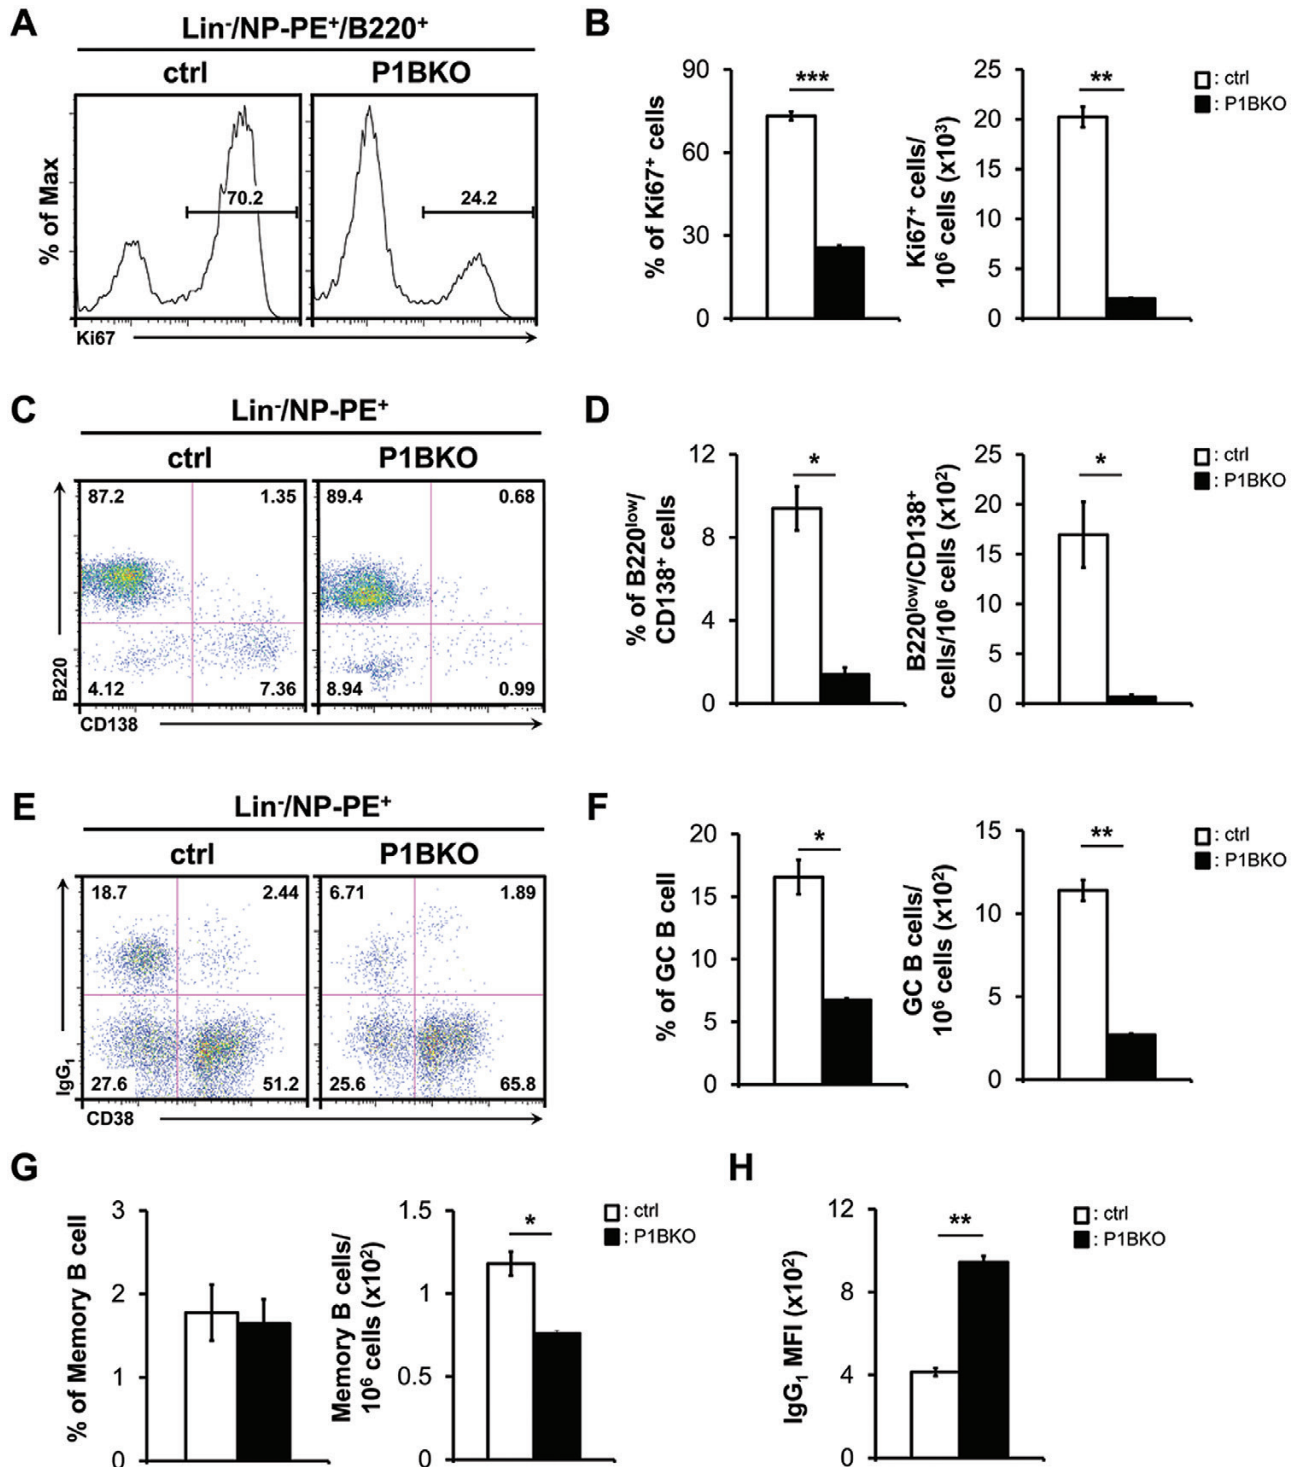 A
Lin⁻/NP-PE⁺/B220⁺
ctrl
P1BKO
% of Max
70.2
24.2
Ki67
B
90
60
30
0
% of Ki67⁺ cells
***
25
20
15
10
5
0
Ki67⁺ cells/
10⁶ cells (x10³)
**
: ctrl
: P1BKO
C
Lin⁻/NP-PE⁺
ctrl
P1BKO
87.2
1.35
89.4
0.68
4.12
7.36
8.94
0.99
B220
CD138
D
12
8
4
0
% of B220ˡᵒʷ/
CD138⁺ cells
*
25
20
15
10
5
0
B220ˡᵒʷ/CD138⁺
cells/10⁶ cells (x10²)
*
: ctrl
: P1BKO
E
Lin⁻/NP-PE⁺
ctrl
P1BKO
18.7
2.44
6.71
1.89
27.6
51.2
25.6
65.8
IgG₁
CD38
F
20
15
10
5
0
% of GC B cell
*
15
10
5
0
GC B cells/
10⁶ cells (x10²)
**
: ctrl
: P1BKO
G
3
2
1
0
% of Memory B cell
1.5
1
0.5
0
Memory B cells/
10⁶ cells (x10²)
*
: ctrl
: P1BKO
H
12
8
4
0
IgG₁ MFI (x10²)
**
: ctrl
: P1BKO